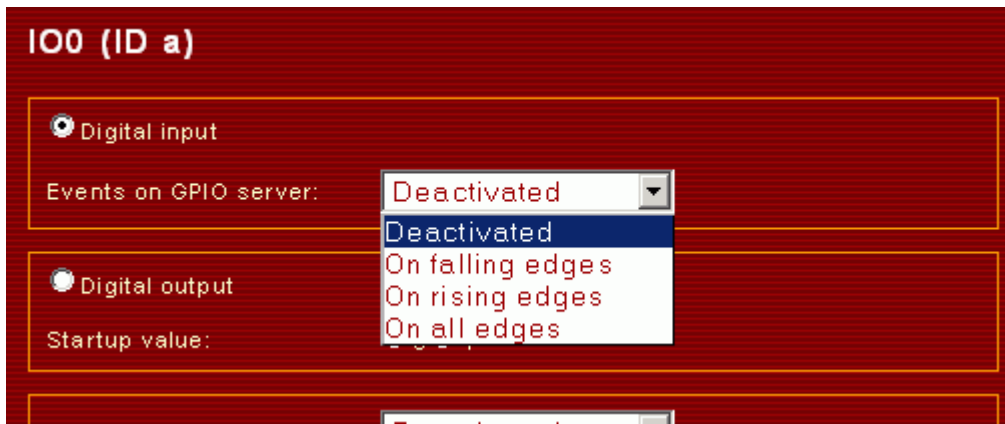 IO0 (ID a)
Digital input
Events on GPIO server: Deactivated
Deactivated
On falling edges
Digital output
On rising edges
Startup value: On all edges